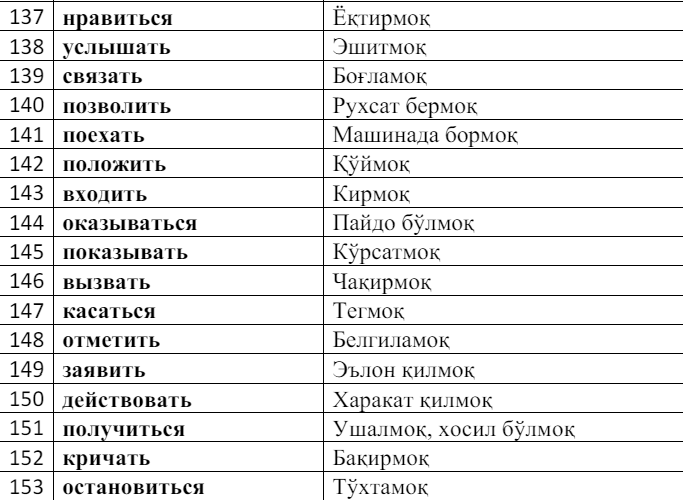 137 нравиться Ёқтирмоқ
138 услышать Эшитмоқ
139 связать Боғламоқ
140 позволить Рухсат бермоқ
141 поехать Машинада бормоқ
142 положить Қўймоқ
143 входить Кирмоқ
144 оказываться Пайдо бўлмоқ
145 показывать Кўрсатмоқ
146 вызвать Чақирмоқ
147 касаться Тегмоқ
148 отметить Белгиламоқ
149 заявить Эълон қилмоқ
150 действовать Харакат қилмоқ
151 получиться Ушалмоқ, хосил бўлмоқ
152 кричать Бақирмоқ
153 остановиться Тўхтамоқ